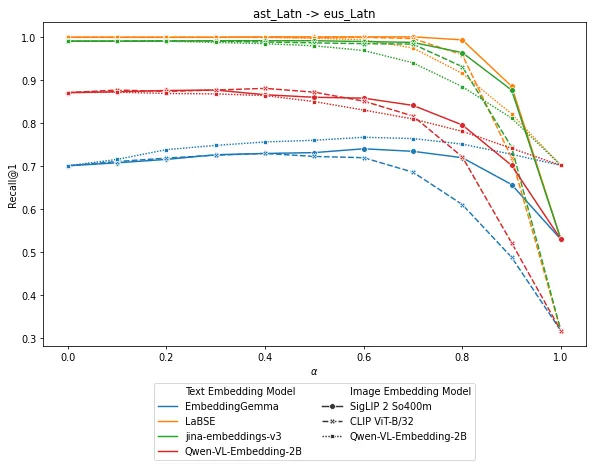 ast_Latn -> eus_Latn
Recall@1
1.0
0.9
0.8
0.7
0.6
0.5
0.4
0.3
0.0 0.2 0.4 0.6 0.8 1.0
α
Text Embedding Model
EmbeddingGemma
LaBSE
jina-embeddings-v3
Qwen-VL-Embedding-2B
Image Embedding Model
SigLIP 2 So400m
CLIP ViT-B/32
Qwen-VL-Embedding-2B